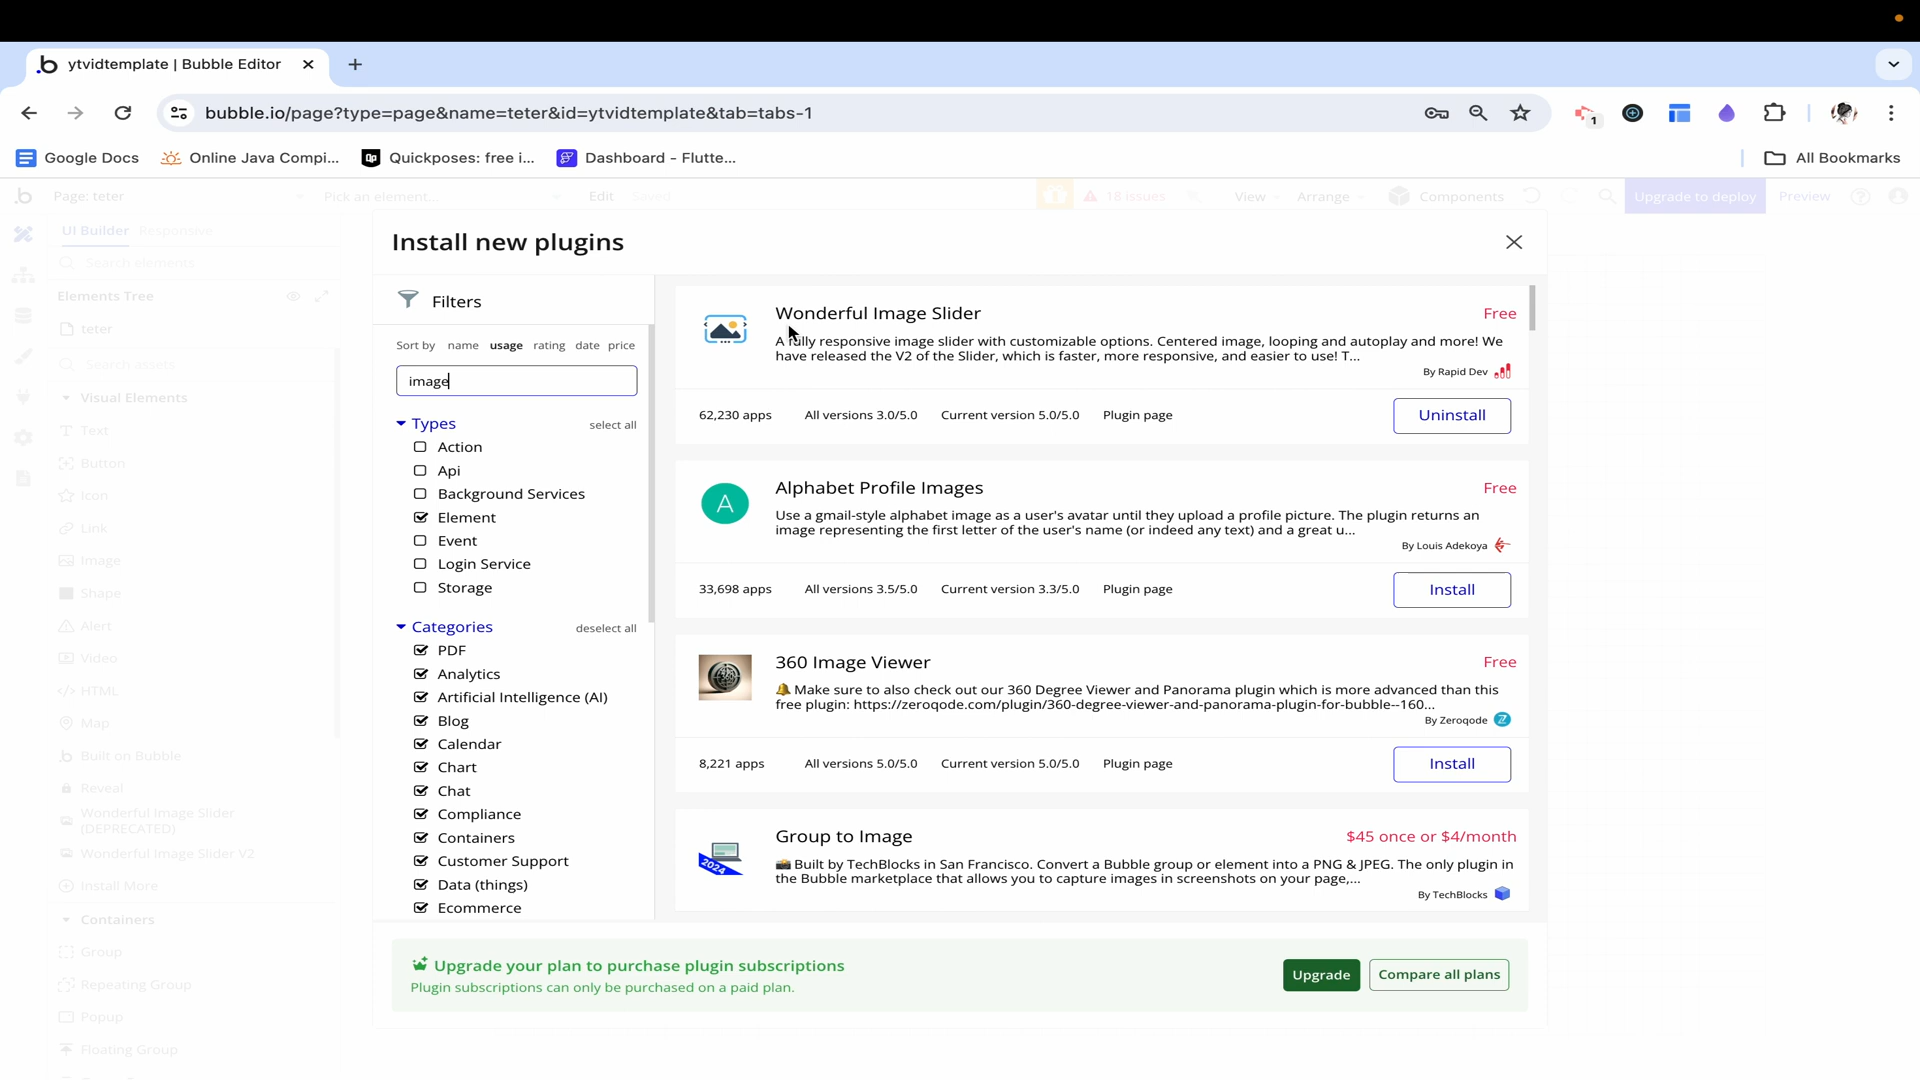 ytvidtemplate | Bubble Editor
bubble.io/page?type=page&name=teter&id=ytvidtemplate&tab=tabs-1
1
Google Docs
Online Java Compi...
Quickposes: free i...
Dashboard - Flutte...
All Bookmarks
Page: teter
Pick an element...
Edit
Saved
18 issues
View
Arrange
Components
Upgrade to deploy
Preview
UI Builder
Responsive
Search elements
Elements Tree
teter
Search assets
Visual Elements
Text
Button
Icon
Link
Image
Shape
Alert
Video
HTML
Map
Built on Bubble
Reveal
Wonderful Image Slider
(DEPRECATED)
Wonderful Image Slider V2
Install More
Containers
Group
Repeating Group
Popup
Floating Group
Install new plugins
Filters
Sort by name usage rating date price
image
Types select all
Action
Api
Background Services
Element
Event
Login Service
Storage
Categories deselect all
PDF
Analytics
Artificial Intelligence (AI)
Blog
Calendar
Chart
Chat
Compliance
Containers
Customer Support
Data (things)
Ecommerce
Wonderful Image Slider Free
A fully responsive image slider with customizable options. Centered image, looping and autoplay and more! We
have released the V2 of the Slider, which is faster, more responsive, and easier to use! T...
By Rapid Dev
62,230 apps All versions 3.0/5.0 Current version 5.0/5.0 Plugin page Uninstall
A
Alphabet Profile Images Free
Use a gmail-style alphabet image as a user's avatar until they upload a profile picture. The plugin returns an
image representing the first letter of the user's name (or indeed any text) and a great u...
By Louis Adekoya
33,698 apps All versions 3.5/5.0 Current version 3.3/5.0 Plugin page Install
360 Image Viewer Free
Make sure to also check out our 360 Degree Viewer and Panorama plugin which is more advanced than this
free plugin: https://zeroqode.com/plugin/360-degree-viewer-and-panorama-plugin-for-bubble--160...
By Zeroqode Z
8,221 apps All versions 5.0/5.0 Current version 5.0/5.0 Plugin page Install
2024
Group to Image $45 once or $4/month
Built by TechBlocks in San Francisco. Convert a Bubble group or element into a PNG & JPEG. The only plugin in
the Bubble marketplace that allows you to capture images in screenshots on your page,...
By TechBlocks
Upgrade your plan to purchase plugin subscriptions
Plugin subscriptions can only be purchased on a paid plan.
Upgrade
Compare all plans